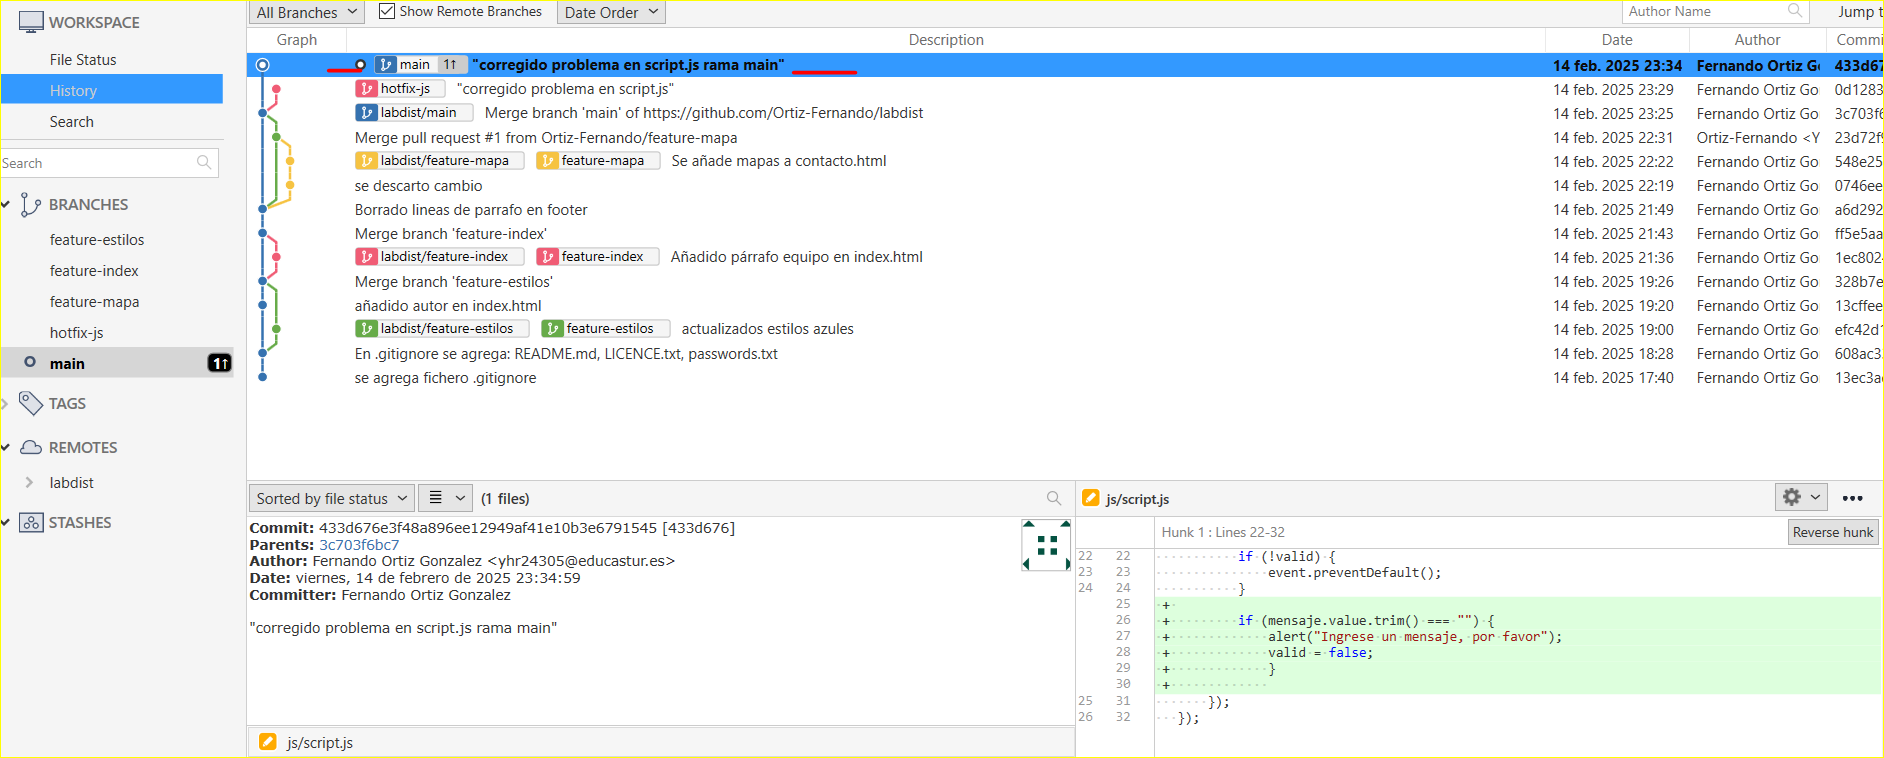 WORKSPACE
File Status
History
Search
Search
BRANCHES
feature-estilos
feature-index
feature-mapa
hotfix-js
main 1↑
TAGS
REMOTES
labdist
STASHES
All Branches Show Remote Branches Date Order Author Name Jump t
Graph Description Date Author Commi
main 1↑ "corregido problema en script.js rama main" 14 feb. 2025 23:34 Fernando Ortiz G 433d67
hotfix-js "corregido problema en script.js" 14 feb. 2025 23:29 Fernando Ortiz Go 0d1283
labdist/main Merge branch 'main' of https://github.com/Ortiz-Fernando/labdist 14 feb. 2025 23:25 Fernando Ortiz Go 3c703f6
Merge pull request #1 from Ortiz-Fernando/feature-mapa 14 feb. 2025 22:31 Ortiz-Fernando <Y 23d72f9
labdist/feature-mapa feature-mapa Se añade mapas a contacto.html 14 feb. 2025 22:22 Fernando Ortiz Go 548e25
se descarto cambio 14 feb. 2025 22:19 Fernando Ortiz Go 0746ee
Borrado lineas de parrafo en footer 14 feb. 2025 21:49 Fernando Ortiz Go a6d292
Merge branch 'feature-index' 14 feb. 2025 21:43 Fernando Ortiz Go ff5e5aa
labdist/feature-index feature-index Añadido párrafo equipo en index.html 14 feb. 2025 21:36 Fernando Ortiz Go 1ec802
Merge branch 'feature-estilos' 14 feb. 2025 19:26 Fernando Ortiz Go 328b7e
añadido autor en index.html 14 feb. 2025 19:20 Fernando Ortiz Go 13cffee
labdist/feature-estilos feature-estilos actualizados estilos azules 14 feb. 2025 19:00 Fernando Ortiz Go efc42d1
En .gitignore se agrega: README.md, LICENCE.txt, passwords.txt 14 feb. 2025 18:28 Fernando Ortiz Go 608ac3
se agrega fichero .gitignore 14 feb. 2025 17:40 Fernando Ortiz Go 13ec3a
Sorted by file status (1 files)
Commit: 433d676e3f48a896ee12949af41e10b3e6791545 [433d676]
Parents: 3c703f6bc7
Author: Fernando Ortiz Gonzalez <yhr24305@educastur.es>
Date: viernes, 14 de febrero de 2025 23:34:59
Committer: Fernando Ortiz Gonzalez
"corregido problema en script.js rama main"
js/script.js
js/script.js
Hunk 1 : Lines 22-32 Reverse hunk
22 22 if (!valid) {
23 23 event.preventDefault();
24 24 }
25 +
26 + if (mensaje.value.trim() === "") {
27 + alert("Ingrese un mensaje, por favor");
28 + valid = false;
29 + }
30 +
25 31 });
26 32 });